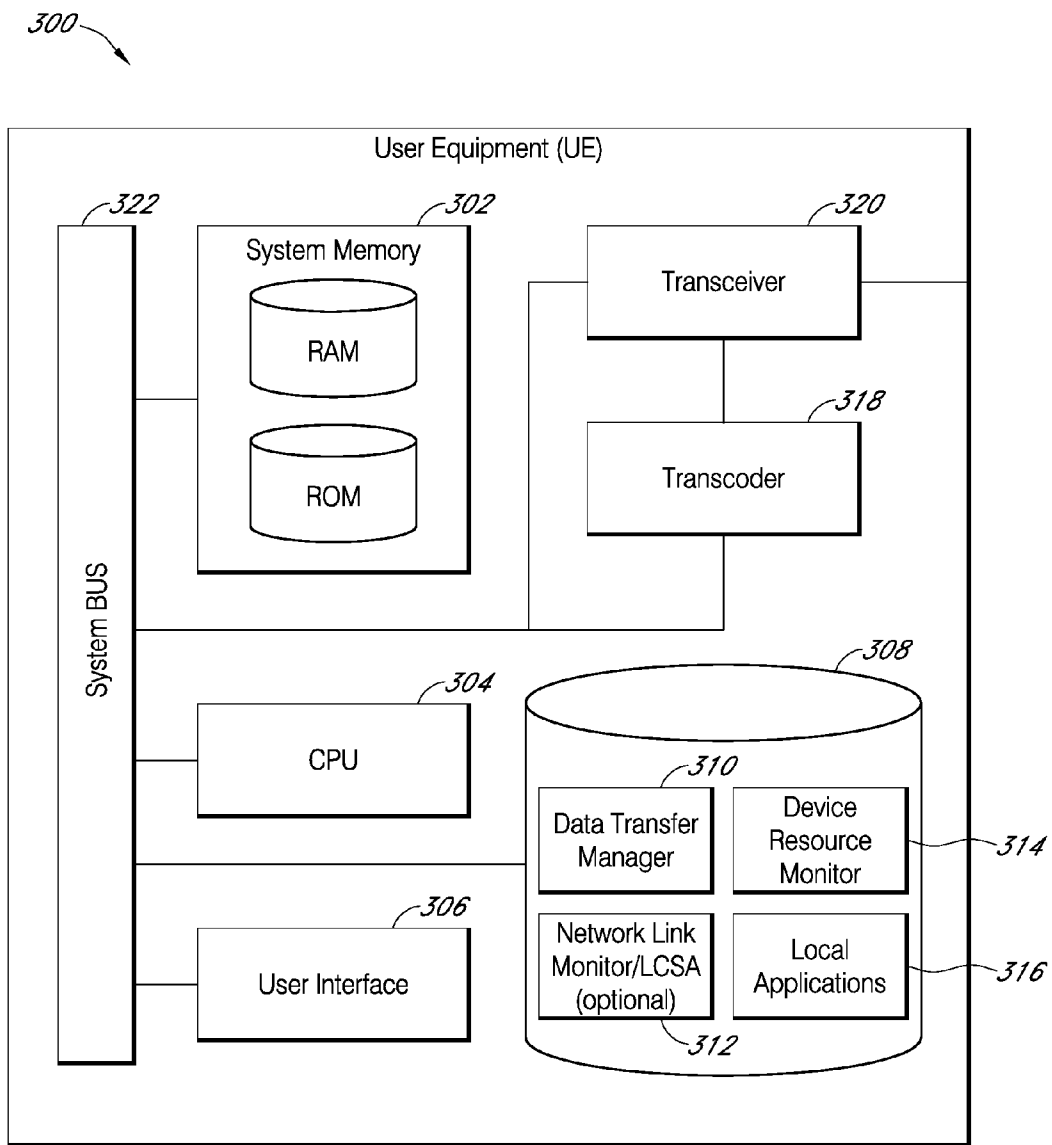 300
User Equipment (UE)
322
302
320
System Memory
RAM
ROM
Transceiver
318
Transcoder
System BUS
304
CPU
308
310
Data Transfer
Manager
Device
Resource
Monitor
314
306
User Interface
Network Link
Monitor/LCSA
(optional)
312
Local
Applications
316